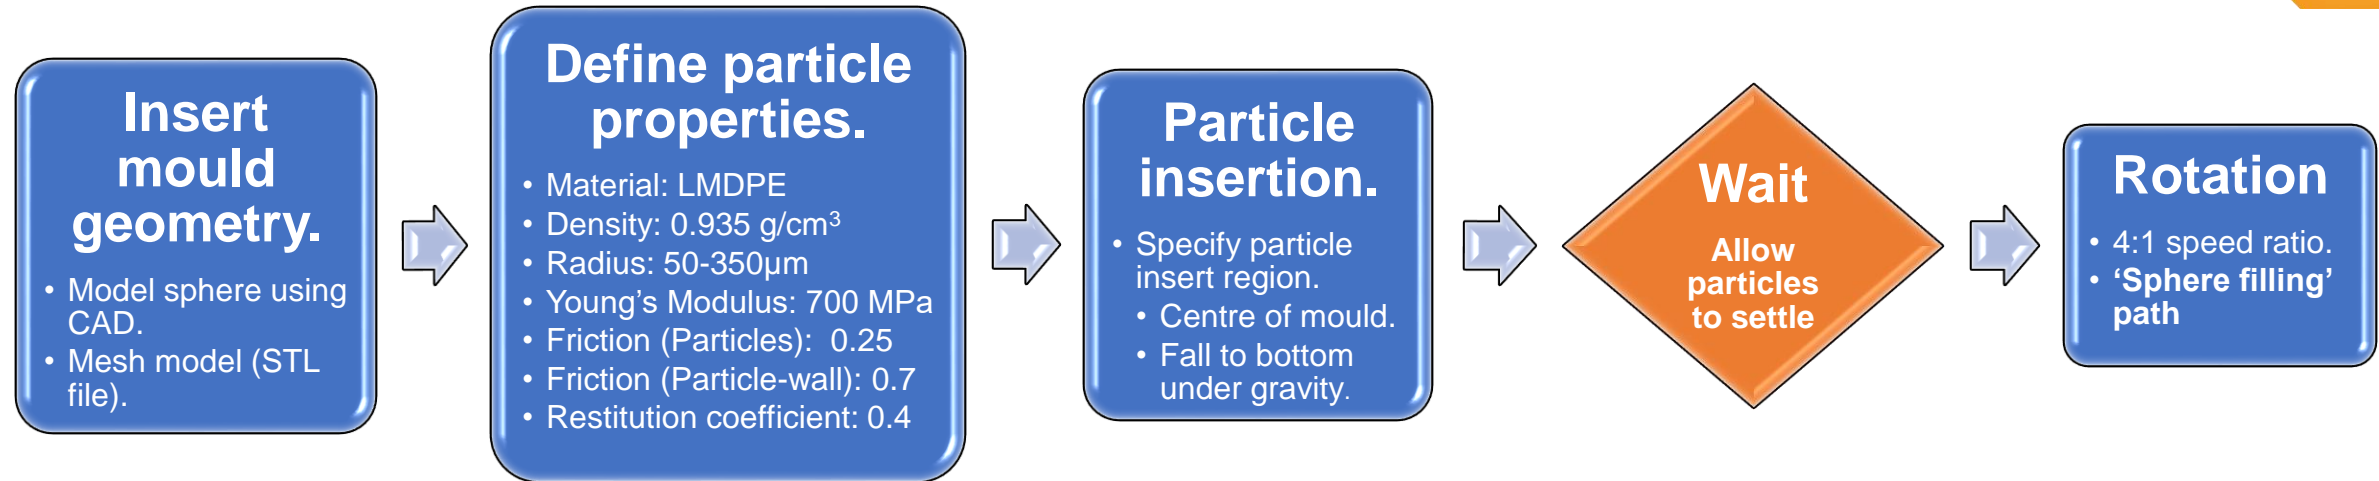 Insert
mould
geometry.
• Model sphere using
CAD.
• Mesh model (STL
file).
Define particle
properties.
• Material: LMDPE
• Density: 0.935 g/cm³
• Radius: 50-350µm
• Young's Modulus: 700 MPa
• Friction (Particles):  0.25
• Friction (Particle-wall): 0.7
• Restitution coefficient: 0.4
Particle
insertion.
• Specify particle
insert region.
• Centre of mould.
• Fall to bottom
under gravity.
Wait
Allow
particles
to settle
Rotation
• 4:1 speed ratio.
• ‘Sphere filling’
path